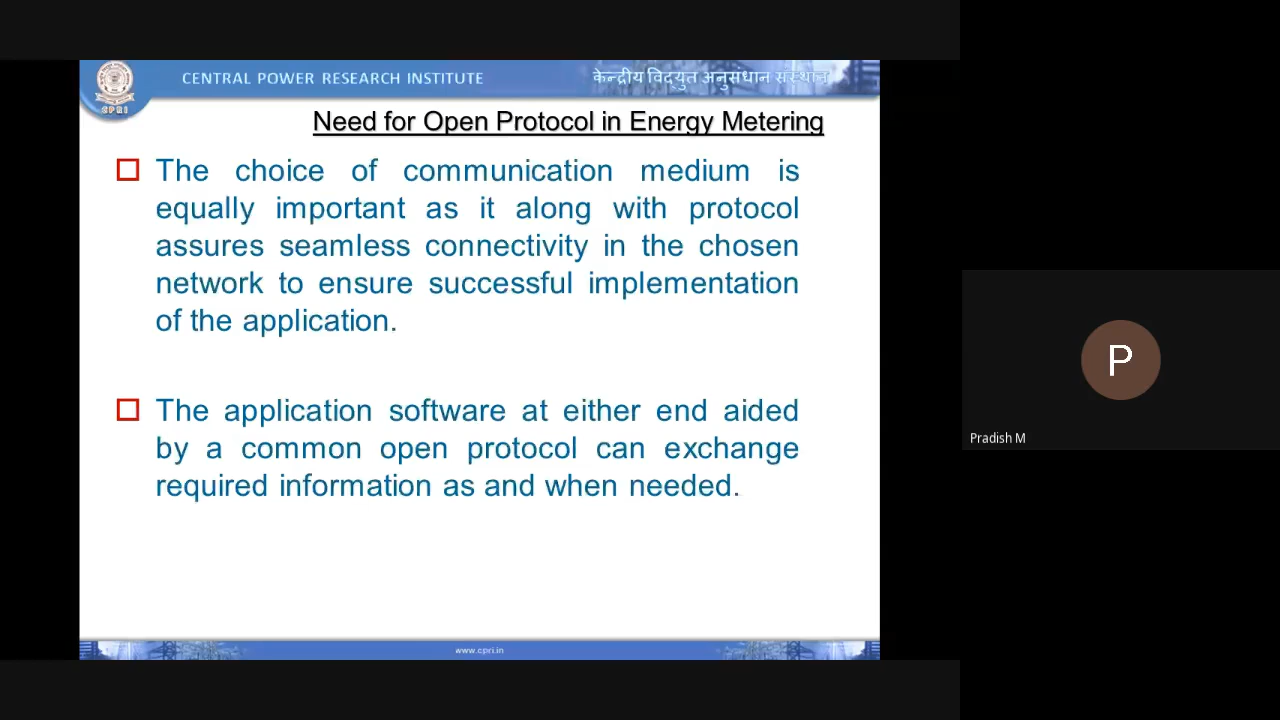 CENTRAL POWER RESEARCH INSTITUTE
केन्द्रीय विद्युत अनुसंधान संस्थान
CPRI
Need for Open Protocol in Energy Metering
The choice of communication medium is
equally important as it along with protocol
assures seamless connectivity in the chosen
network to ensure successful implementation
of the application.
The application software at either end aided
by a common open protocol can exchange
required information as and when needed.
www.cpri.in
P
Pradish M